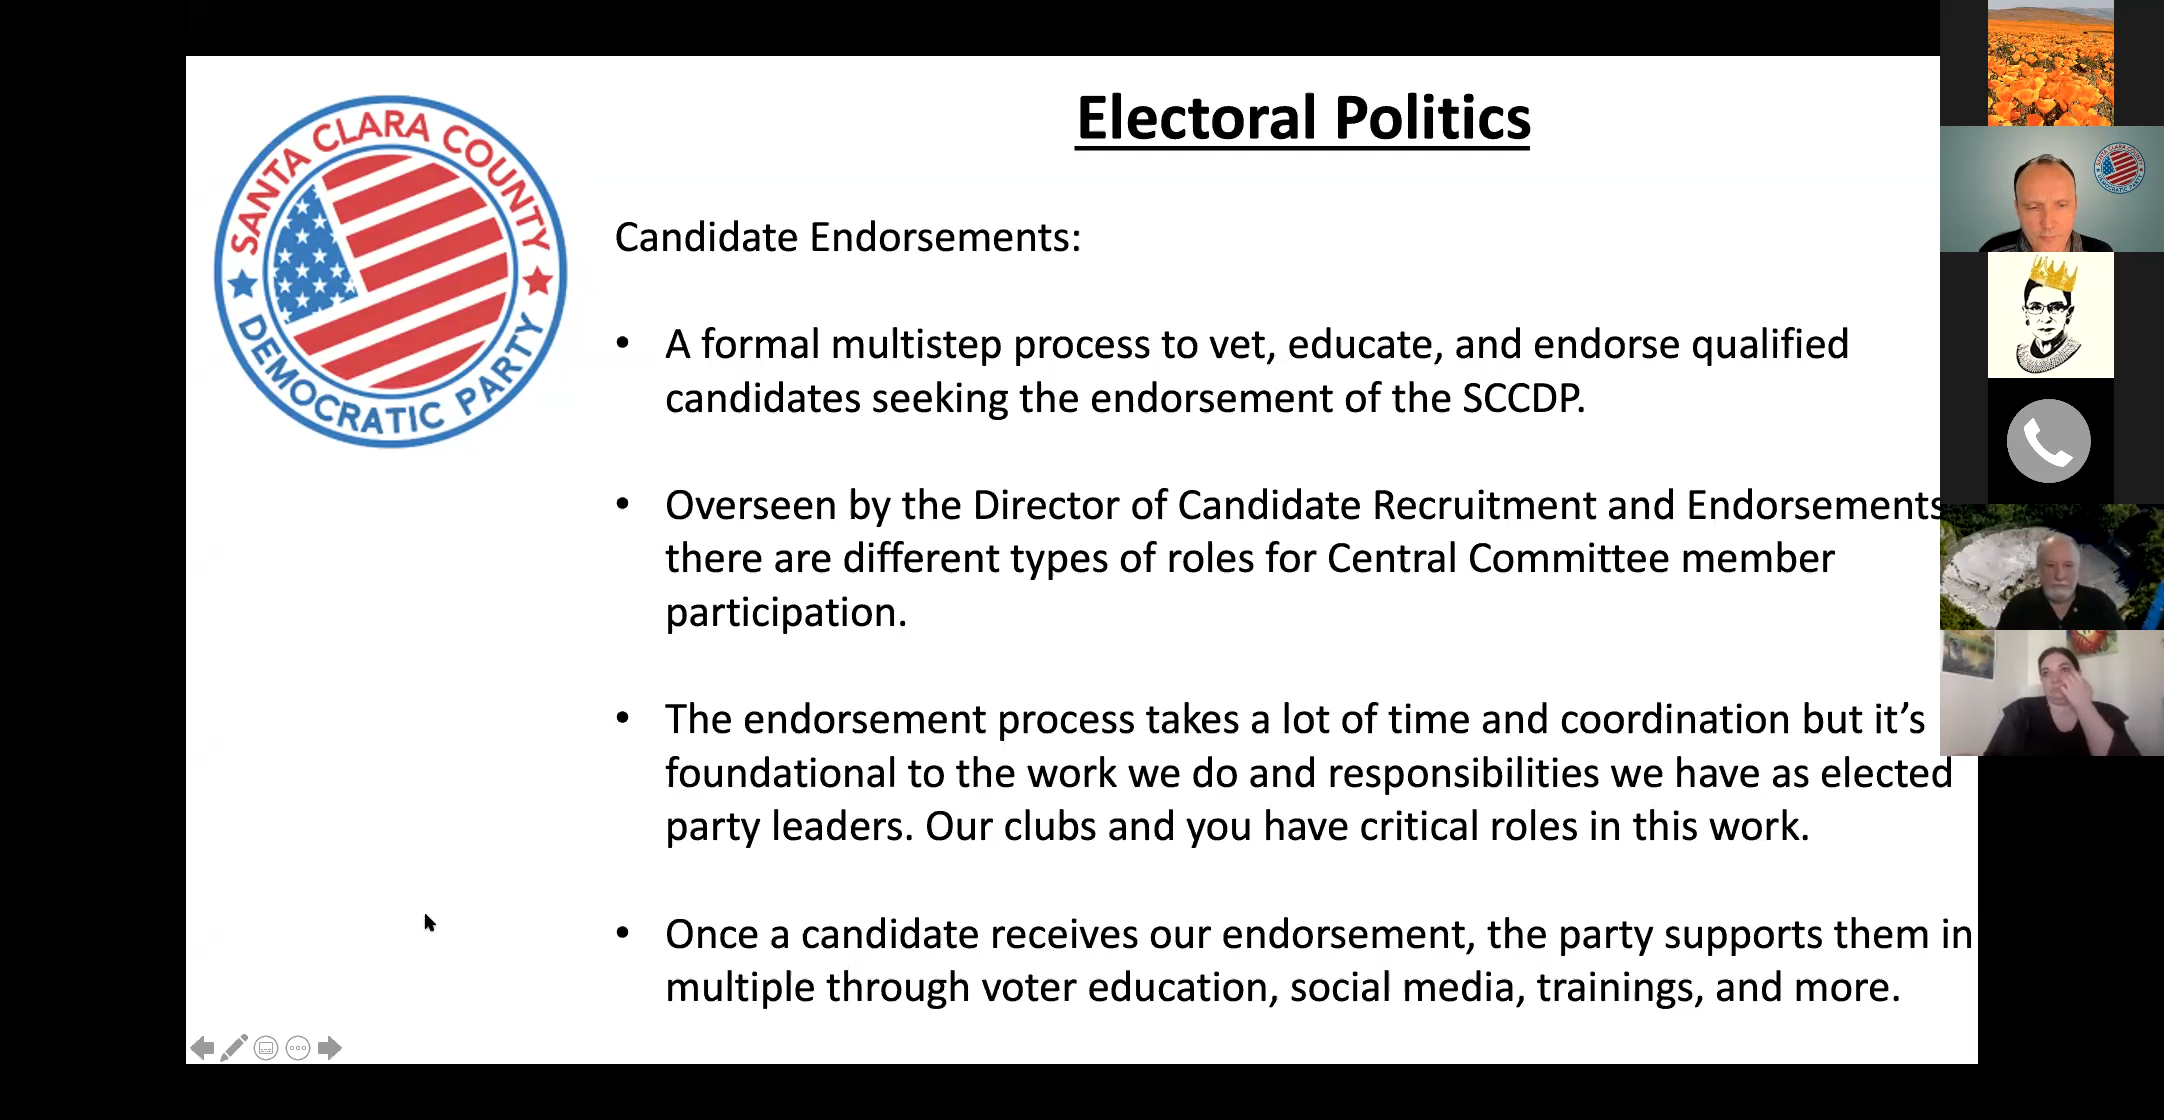 SANTA CLARA COUNTY
DEMOCRATIC PARTY
Electoral Politics
Candidate Endorsements:
• A formal multistep process to vet, educate, and endorse qualified
candidates seeking the endorsement of the SCCDP.
• Overseen by the Director of Candidate Recruitment and Endorsements
there are different types of roles for Central Committee member
participation.
• The endorsement process takes a lot of time and coordination but it’s
foundational to the work we do and responsibilities we have as elected
party leaders. Our clubs and you have critical roles in this work.
• Once a candidate receives our endorsement, the party supports them in
multiple through voter education, social media, trainings, and more.
SANTA CLARA COUNTY
DEMOCRATIC PARTY